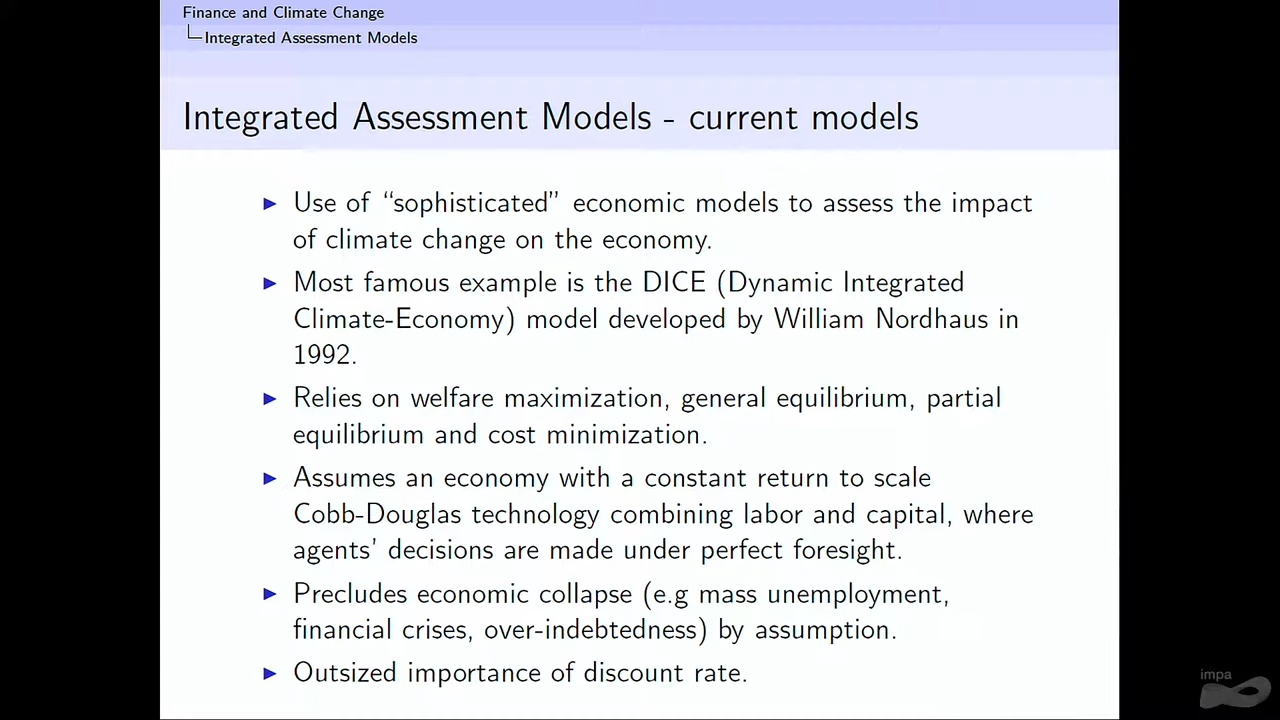 Finance and Climate Change
Integrated Assessment Models
Integrated Assessment Models - current models
Use of “sophisticated” economic models to assess the impact
of climate change on the economy.
Most famous example is the DICE (Dynamic Integrated
Climate-Economy) model developed by William Nordhaus in
1992.
Relies on welfare maximization, general equilibrium, partial
equilibrium and cost minimization.
Assumes an economy with a constant return to scale
Cobb-Douglas technology combining labor and capital, where
agents’ decisions are made under perfect foresight.
Precludes economic collapse (e.g mass unemployment,
financial crises, over-indebtedness) by assumption.
Outsized importance of discount rate.
impa